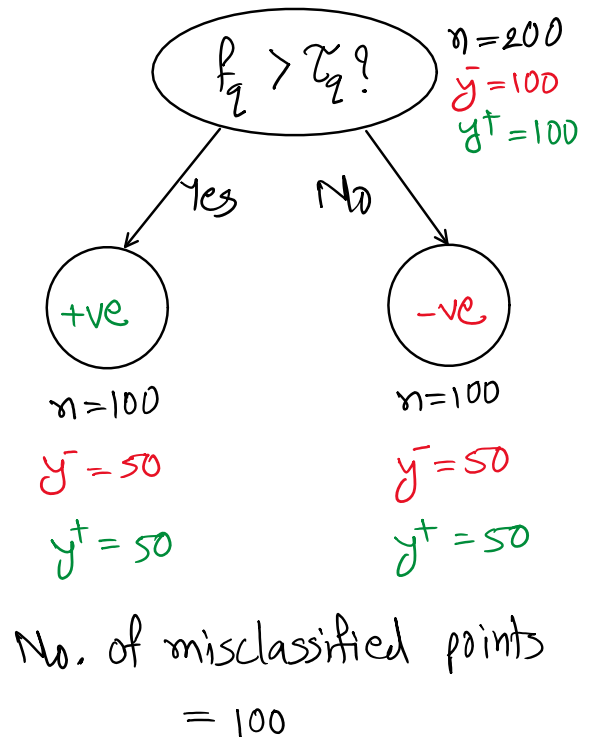 f_q > τ_q?
n = 200
y⁻ = 100
y⁺ = 100
Yes
No
+ve
-ve
n = 100
n = 100
y⁻ = 50
y⁻ = 50
y⁺ = 50
y⁺ = 50
No. of misclassified points
= 100